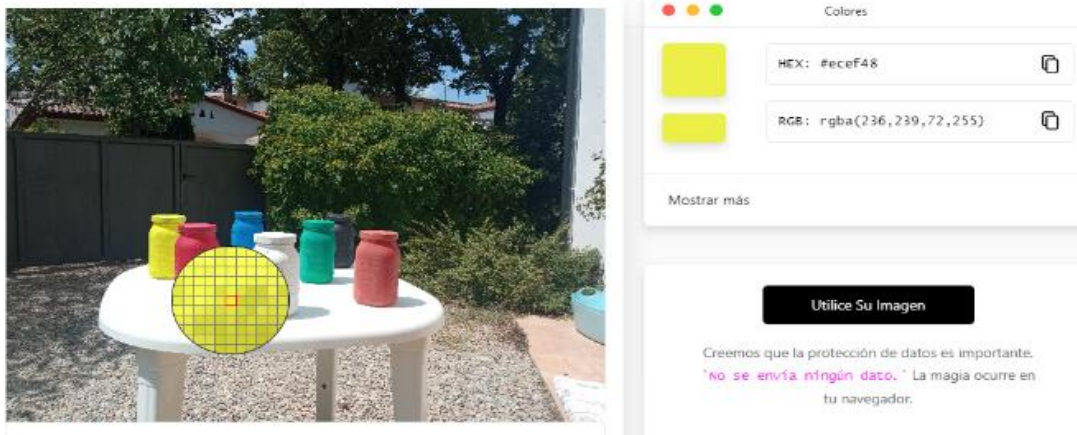 Colores
HEX: #ecef48
RGB: rgba(236,239,72,255)
Mostrar más
Utilice Su Imagen
Creemos que la protección de datos es importante.
`No se envía ningún dato.` La magia ocurre en
tu navegador.